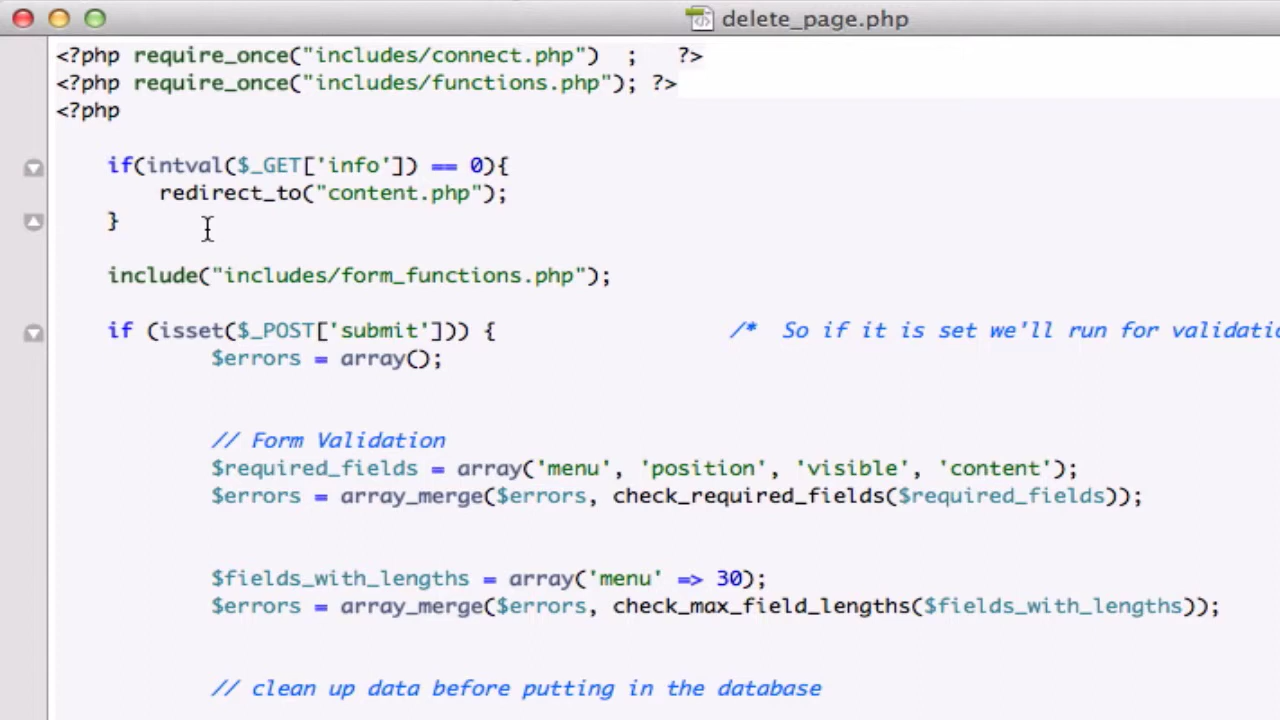 delete_page.php
<?php require_once("includes/connect.php")  ;   ?>
<?php require_once("includes/functions.php"); ?>
<?php
if(intval($_GET['info']) == 0){
redirect_to("content.php");
}
include("includes/form_functions.php");
if (isset($_POST['submit'])) {                  /*  So if it is set we'll run for validatio
$errors = array();
// Form Validation
$required_fields = array('menu', 'position', 'visible', 'content');
$errors = array_merge($errors, check_required_fields($required_fields));
$fields_with_lengths = array('menu' => 30);
$errors = array_merge($errors, check_max_field_lengths($fields_with_lengths));
// clean up data before putting in the database